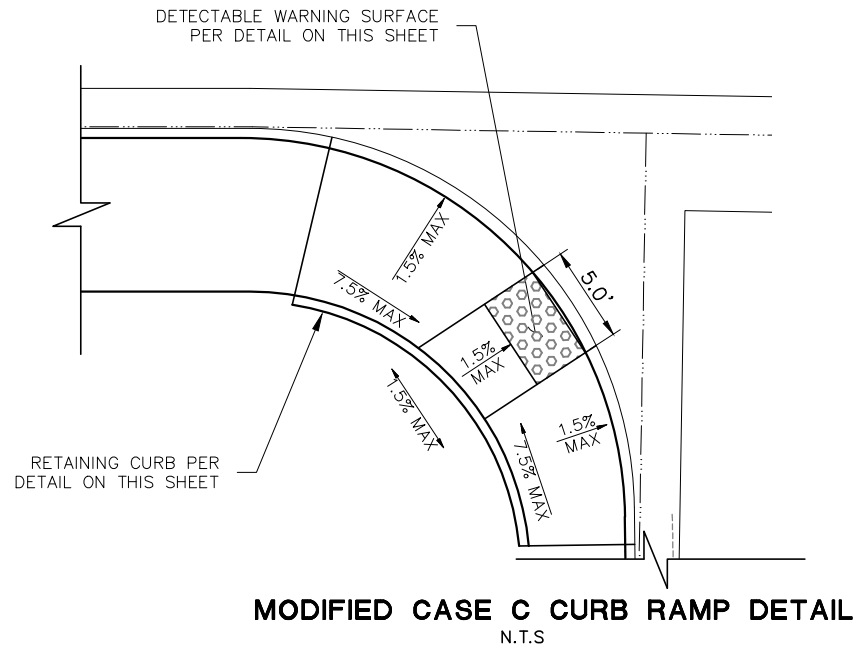 DETECTABLE WARNING SURFACE
PER DETAIL ON THIS SHEET
5.0'
1.5% MAX
7.5% MAX
1.5%
MAX
1.5% MAX
1.5%
MAX
7.5% MAX
RETAINING CURB PER
DETAIL ON THIS SHEET
MODIFIED CASE C CURB RAMP DETAIL
N.T.S